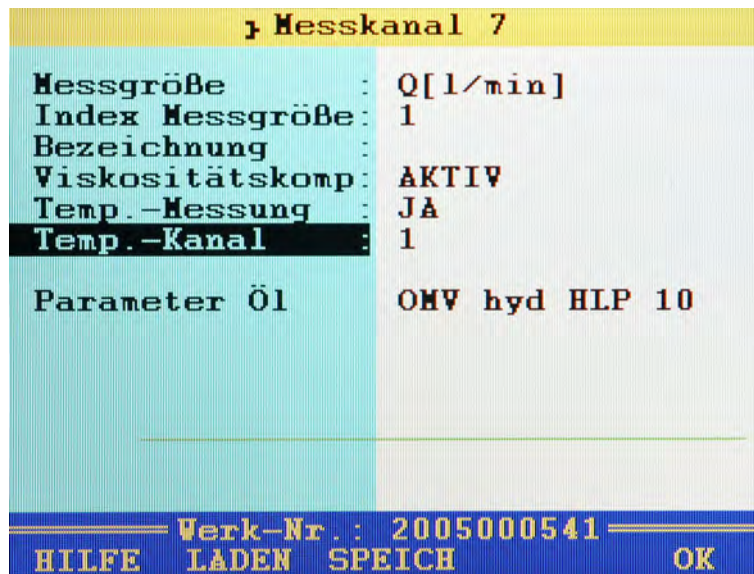 Messkanal 7
Messgröße : Q[l/min]
Index Messgröße: 1
Bezeichnung :
Viskositätskomp: AKTIV
Temp.-Messung : JA
Temp.-Kanal : 1
Parameter Öl OMV hyd HLP 10
Werk-Nr.: 2005000541
HILFE LADEN SPEICH OK